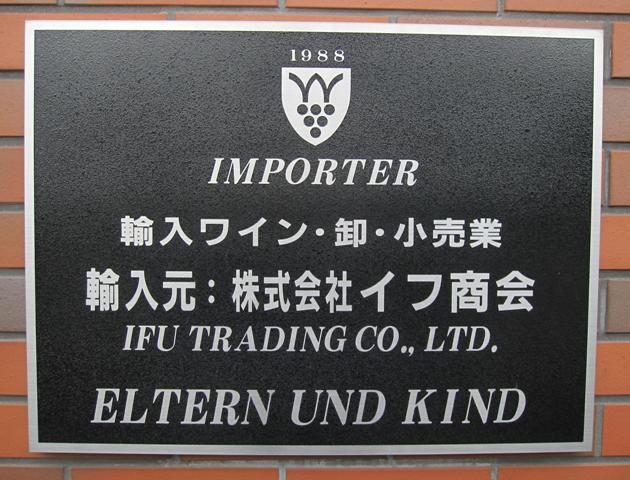 1988
IMPORTER
輸入ワイン・卸・小売業
輸入元：株式会社イフ商会
IFU TRADING CO., LTD.
ELTERN UND KIND